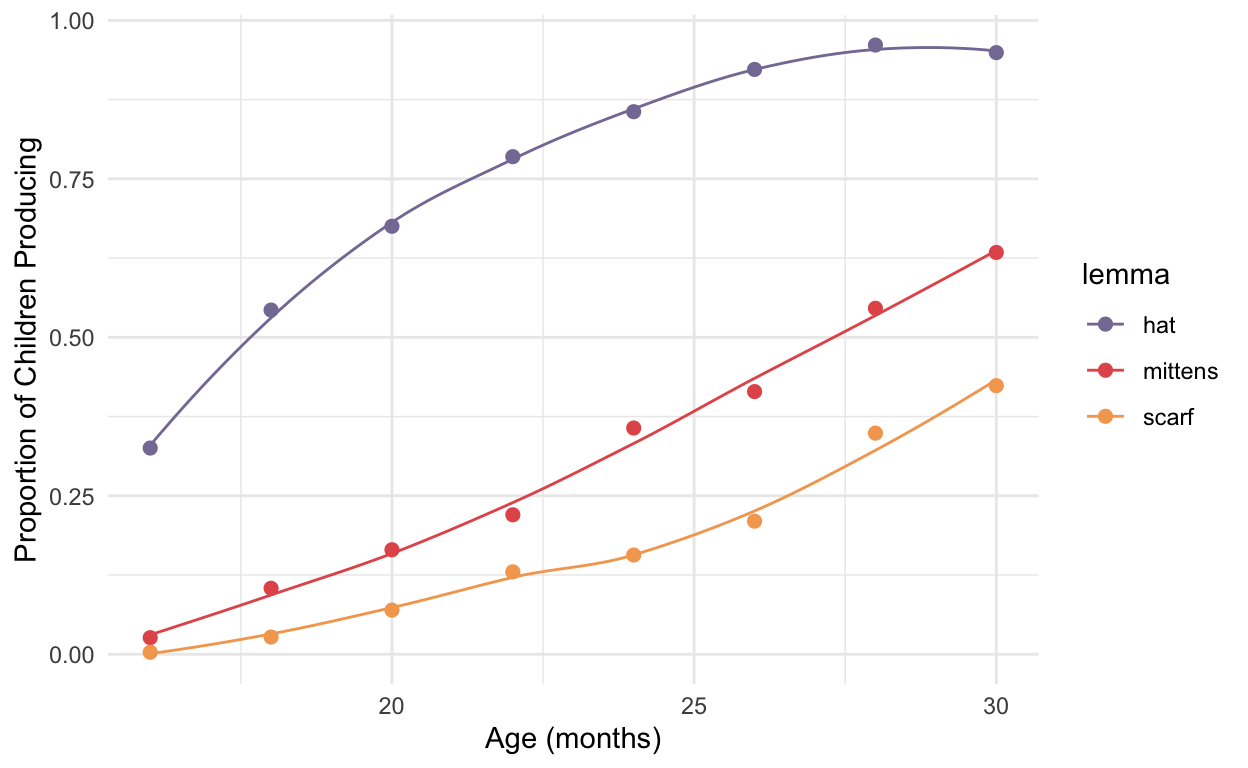 1.00
0.75
0.50
0.25
0.00
Proportion of Children Producing
20
25
30
Age (months)
lemma
hat
mittens
scarf